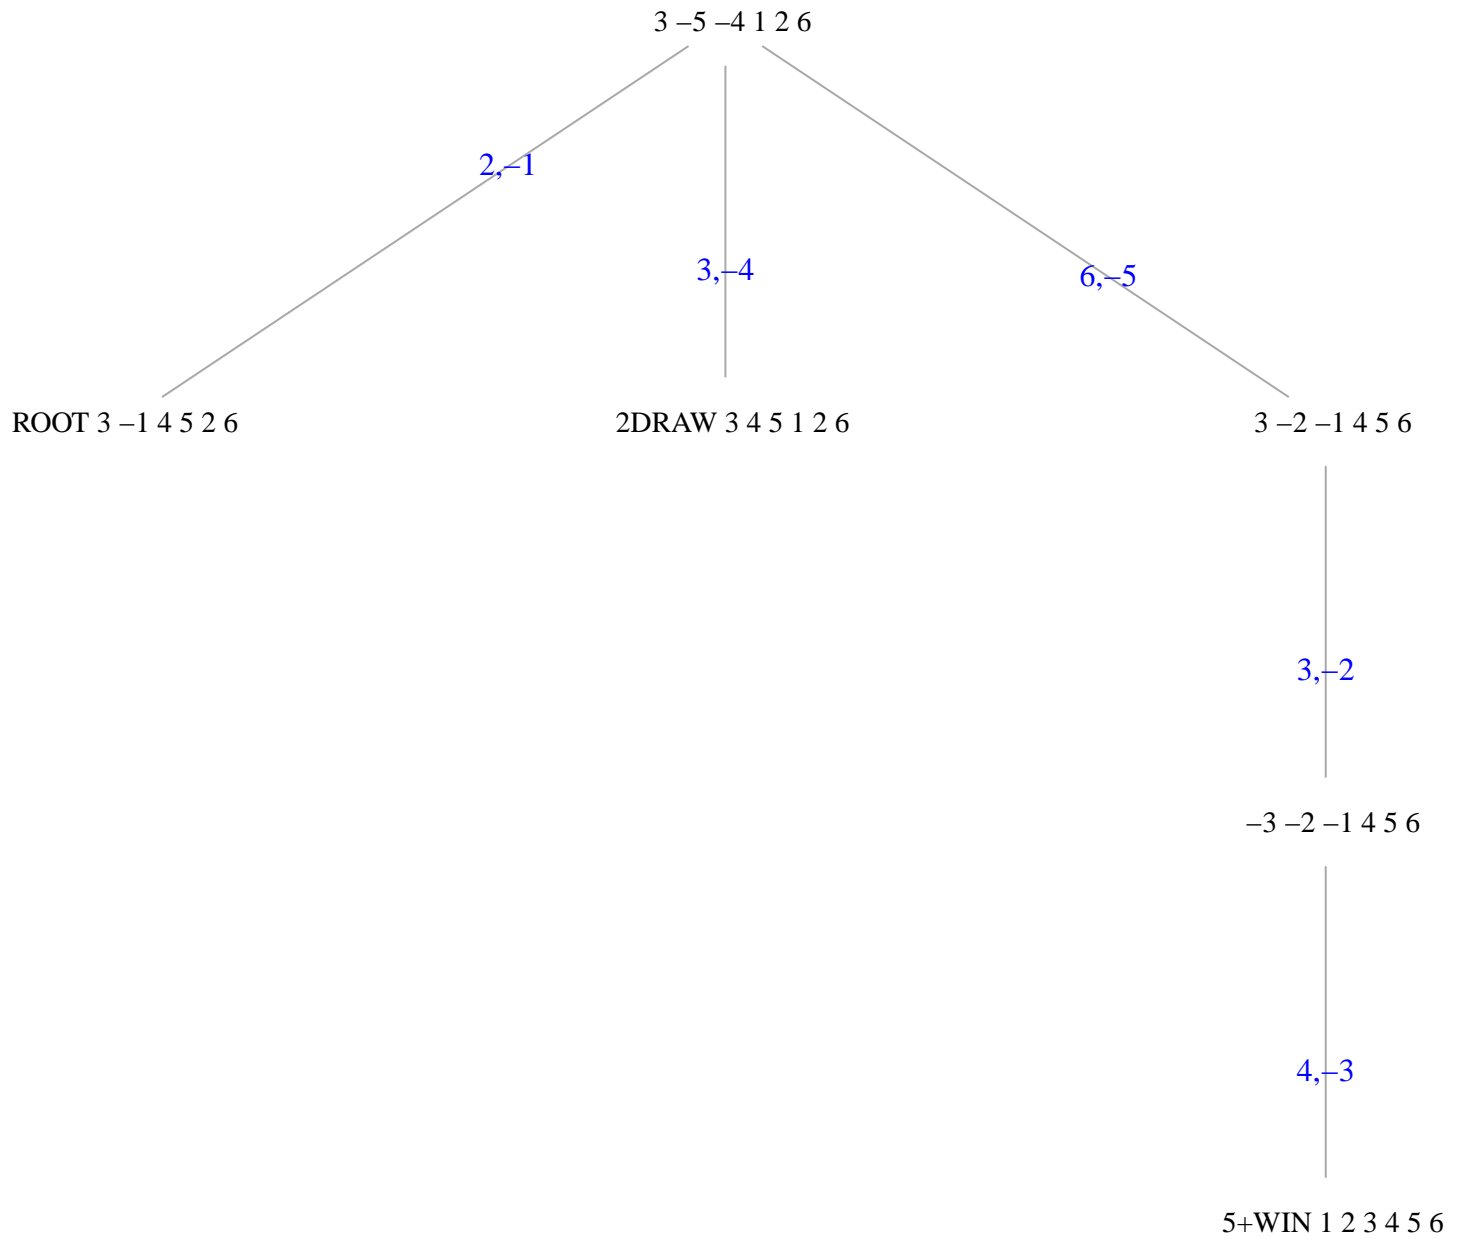 3 –5 –4 1 2 6
2,–1
3,–4
6,–5
ROOT 3 –1 4 5 2 6
2DRAW 3 4 5 1 2 6
3 –2 –1 4 5 6
3,–2
–3 –2 –1 4 5 6
4,–3
5+WIN 1 2 3 4 5 6